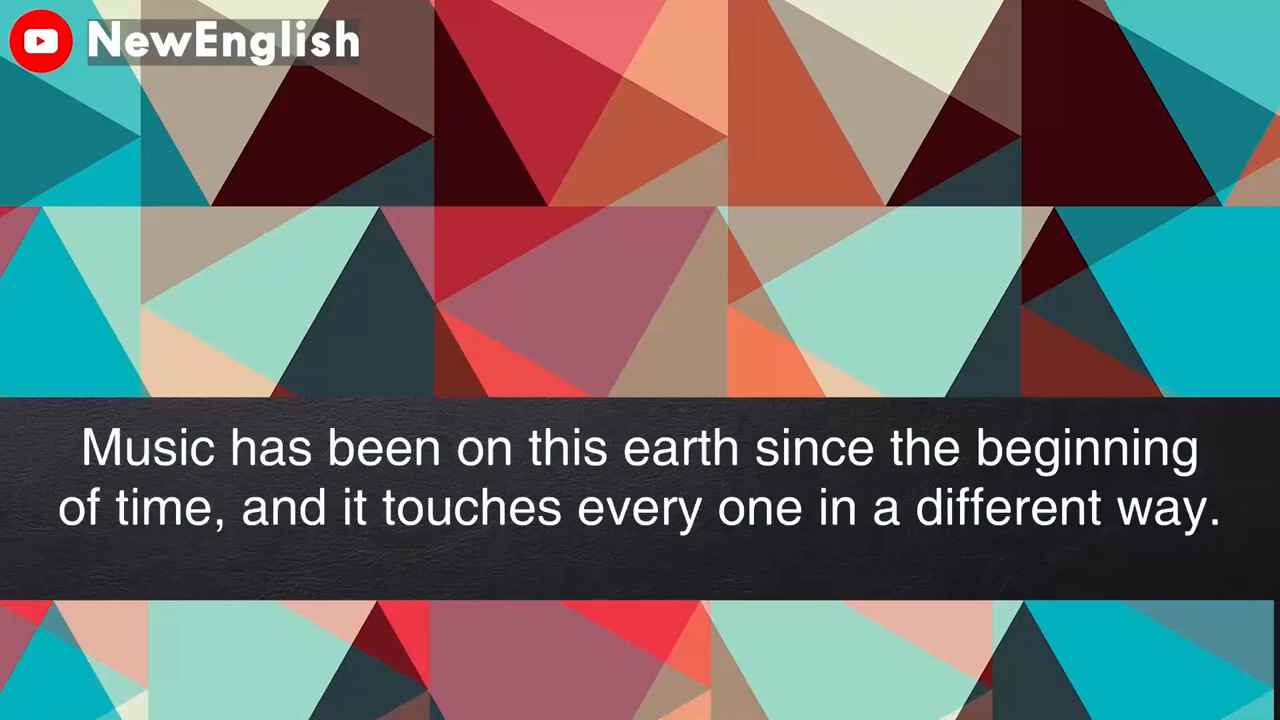 NewEnglish
Music has been on this earth since the beginning
of time, and it touches every one in a different way.